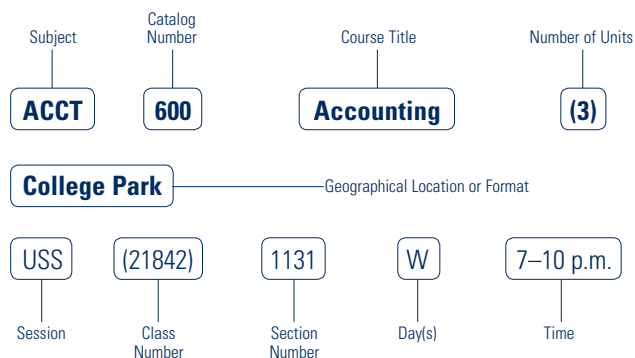 Subject
Catalog
Number
Course Title
Number of Units
ACCT
600
Accounting
(3)
College Park
Geographical Location or Format
USS
(21842)
1131
W
7–10 p.m.
Session
Class
Number
Section
Number
Day(s)
Time